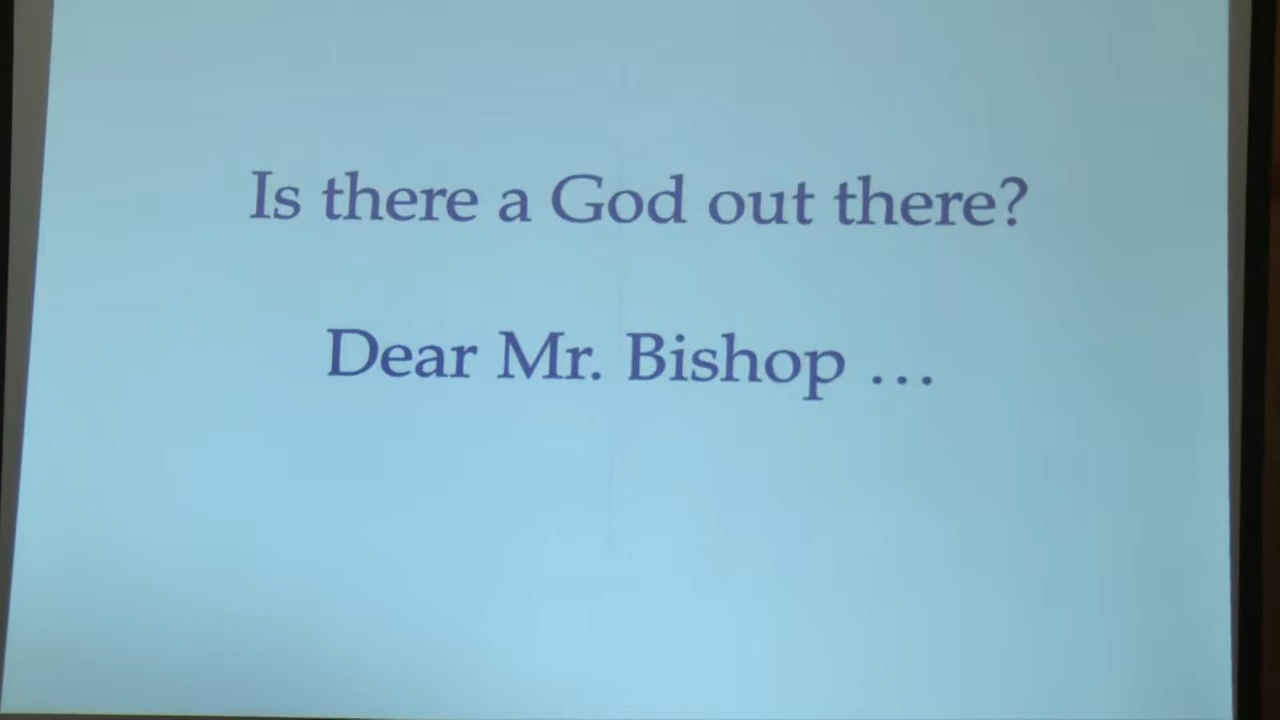 Is there a God out there?
Dear Mr. Bishop …